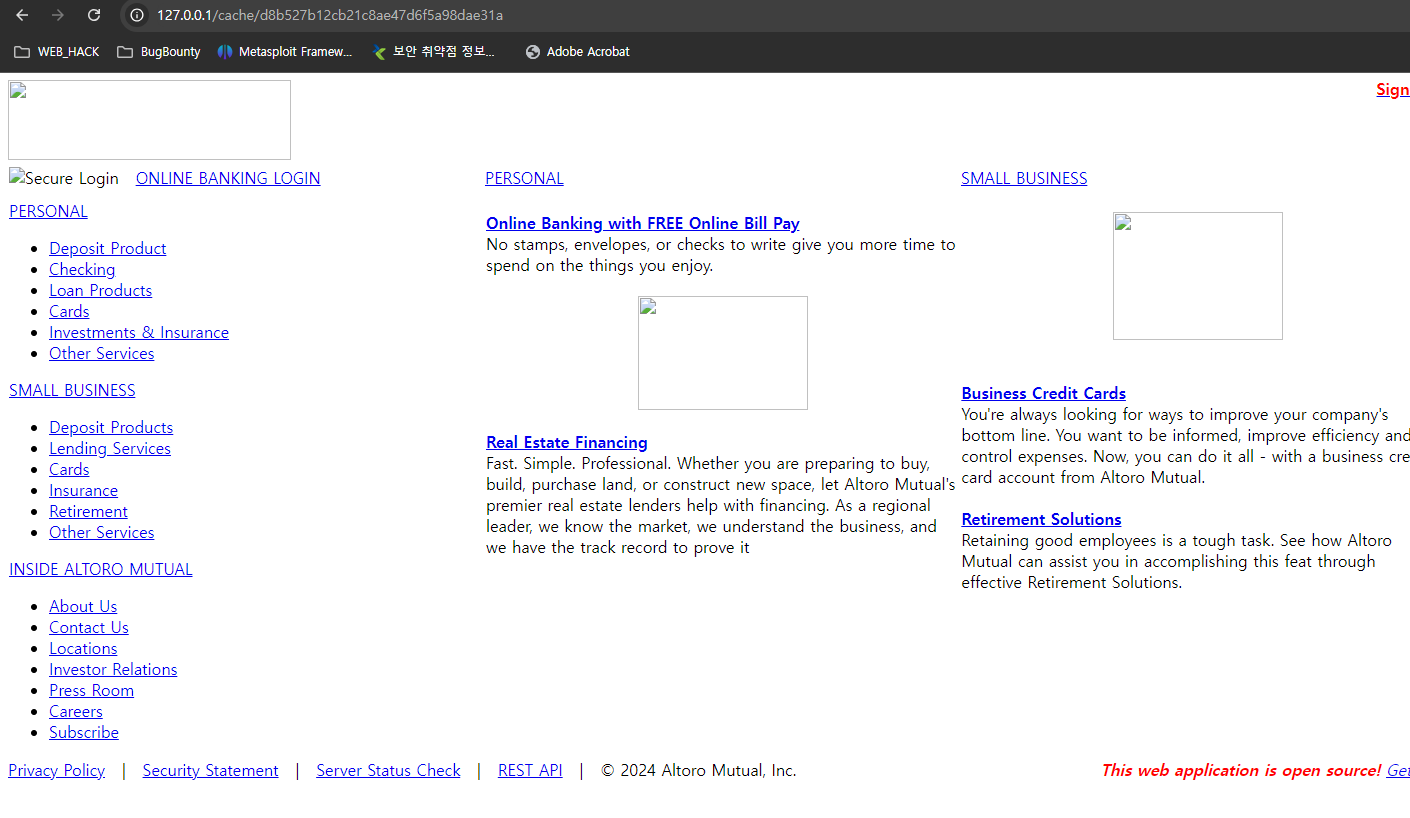 127.0.0.1/cache/d8b527b12cb21c8ae47d6f5a98dae31a
WEB_HACK BugBounty Metasploit Framew... 보안 취약점 정보... Adobe Acrobat
Sign
Secure Login ONLINE BANKING LOGIN PERSONAL SMALL BUSINESS
PERSONAL
Deposit Product
Checking
Loan Products
Cards
Investments & Insurance
Other Services
SMALL BUSINESS
Deposit Products
Lending Services
Cards
Insurance
Retirement
Other Services
INSIDE ALTORO MUTUAL
About Us
Contact Us
Locations
Investor Relations
Press Room
Careers
Subscribe
Online Banking with FREE Online Bill Pay
No stamps, envelopes, or checks to write give you more time to
spend on the things you enjoy.
Real Estate Financing
Fast. Simple. Professional. Whether you are preparing to buy,
build, purchase land, or construct new space, let Altoro Mutual's
premier real estate lenders help with financing. As a regional
leader, we know the market, we understand the business, and
we have the track record to prove it
Business Credit Cards
You're always looking for ways to improve your company's
bottom line. You want to be informed, improve efficiency and
control expenses. Now, you can do it all - with a business cre
card account from Altoro Mutual.
Retirement Solutions
Retaining good employees is a tough task. See how Altoro
Mutual can assist you in accomplishing this feat through
effective Retirement Solutions.
Privacy Policy | Security Statement | Server Status Check | REST API | © 2024 Altoro Mutual, Inc. This web application is open source! Get